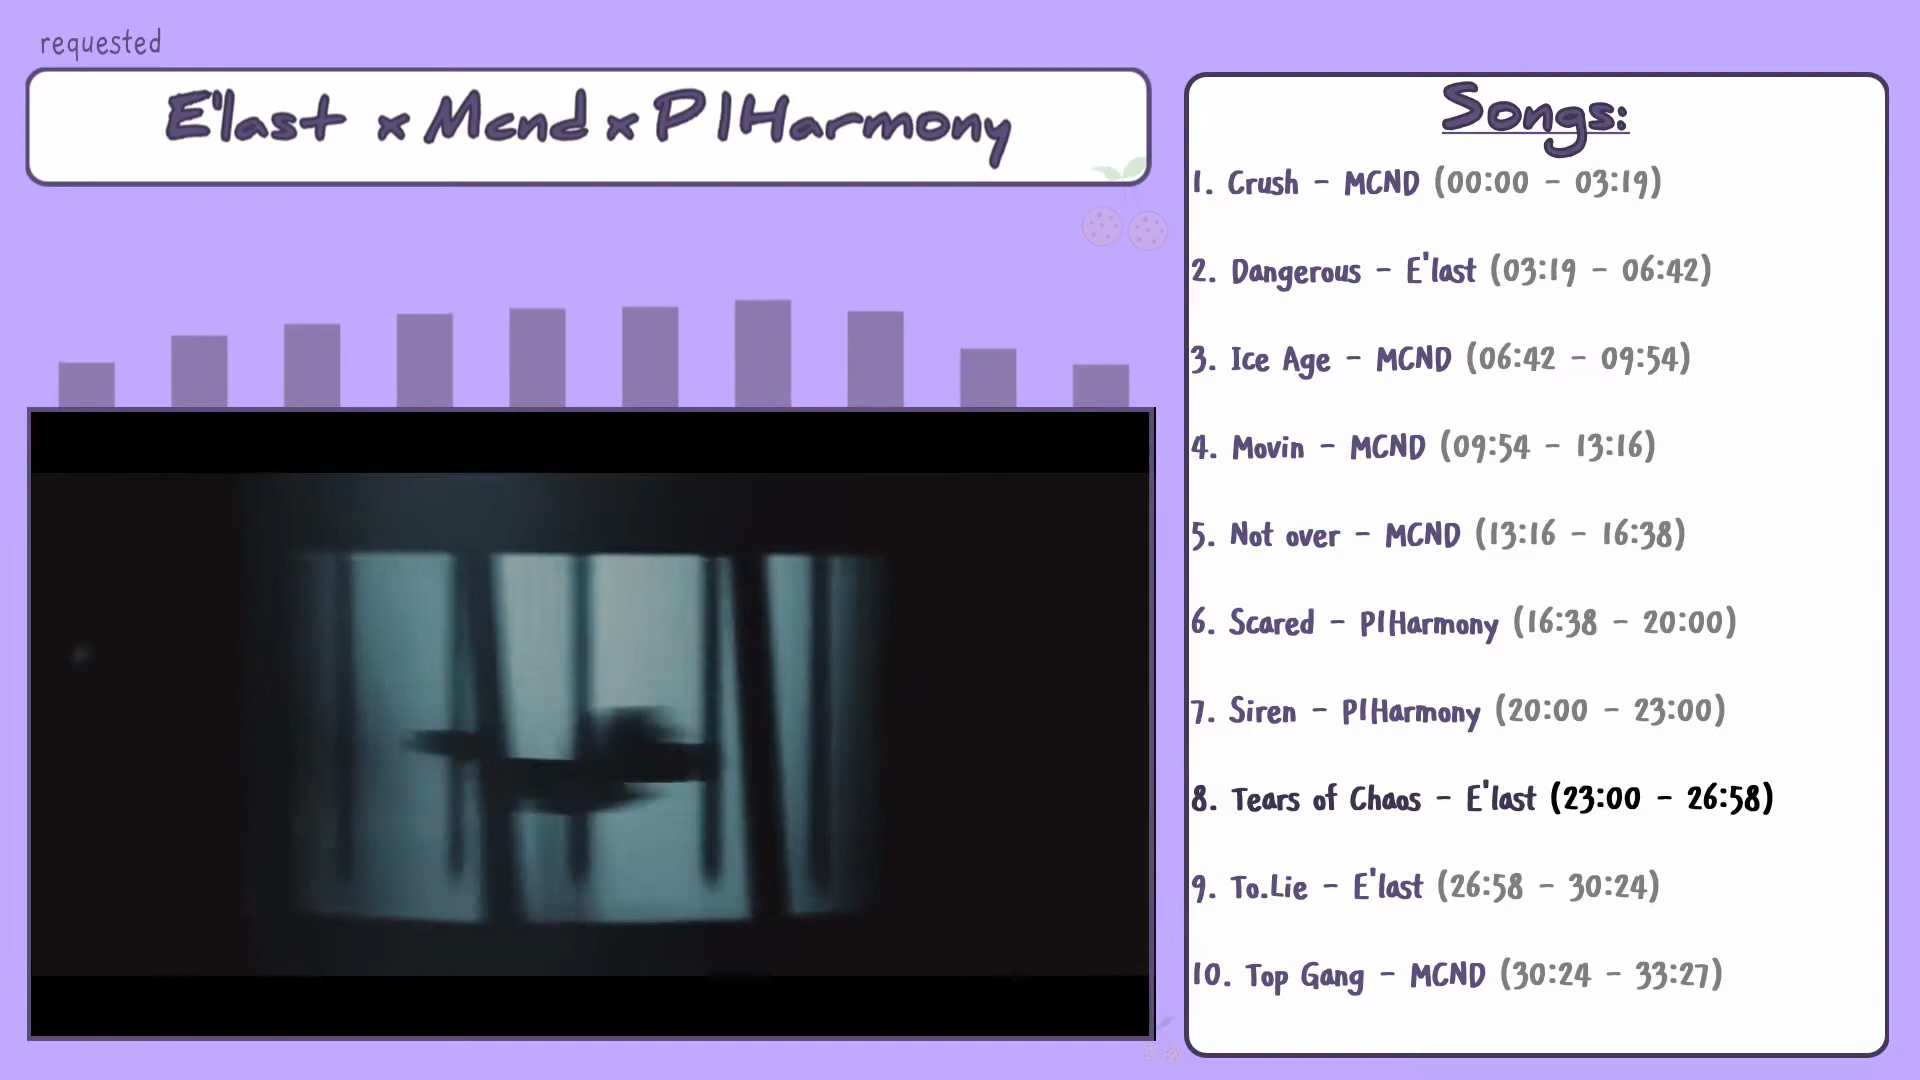 requested
E'last x Mcnd x P1Harmony
Songs:
1. Crush - MCND (00:00 - 03:19)
2. Dangerous - E'last (03:19 - 06:42)
3. Ice Age - MCND (06:42 - 09:54)
4. Movin - MCND (09:54 - 13:16)
5. Not over - MCND (13:16 - 16:38)
6. Scared - P1Harmony (16:38 - 20:00)
7. Siren - P1Harmony (20:00 - 23:00)
8. Tears of Chaos - E'last (23:00 - 26:58)
9. To.Lie - E'last (26:58 - 30:24)
10. Top Gang - MCND (30:24 - 33:27)